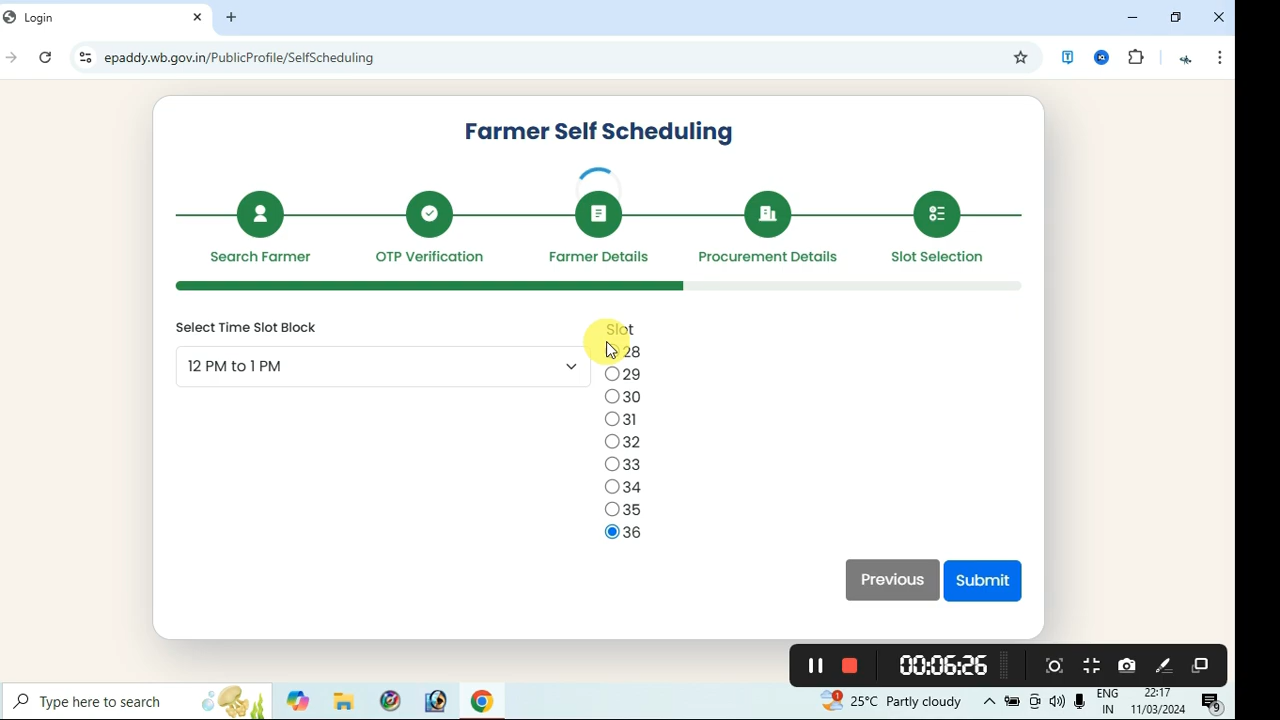 Login
epaddy.wb.gov.in/PublicProfile/SelfScheduling
Farmer Self Scheduling
Search Farmer
OTP Verification
Farmer Details
Procurement Details
Slot Selection
Select Time Slot Block
12 PM to 1 PM
Slot
28
29
30
31
32
33
34
35
36
Previous
Submit
00:06:26
Type here to search
1
25°C Partly cloudy
ENG
IN
22:17
11/03/2024
9